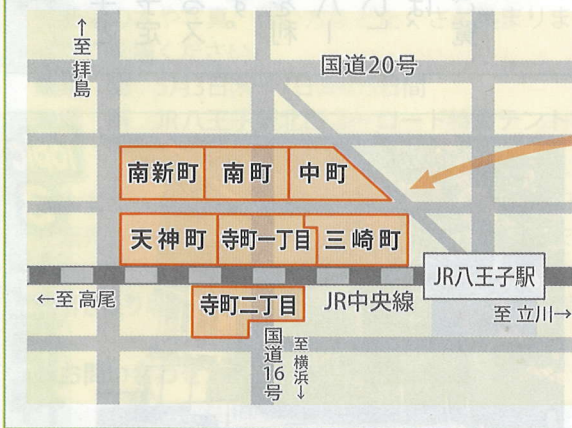 ↑至 拝島
国道20号
南新町
南町
中町
天神町
寺町一丁目
三崎町
JR八王子駅
←至 高尾
寺町二丁目
JR中央線
至 立川→
国道16号
至 横浜↓